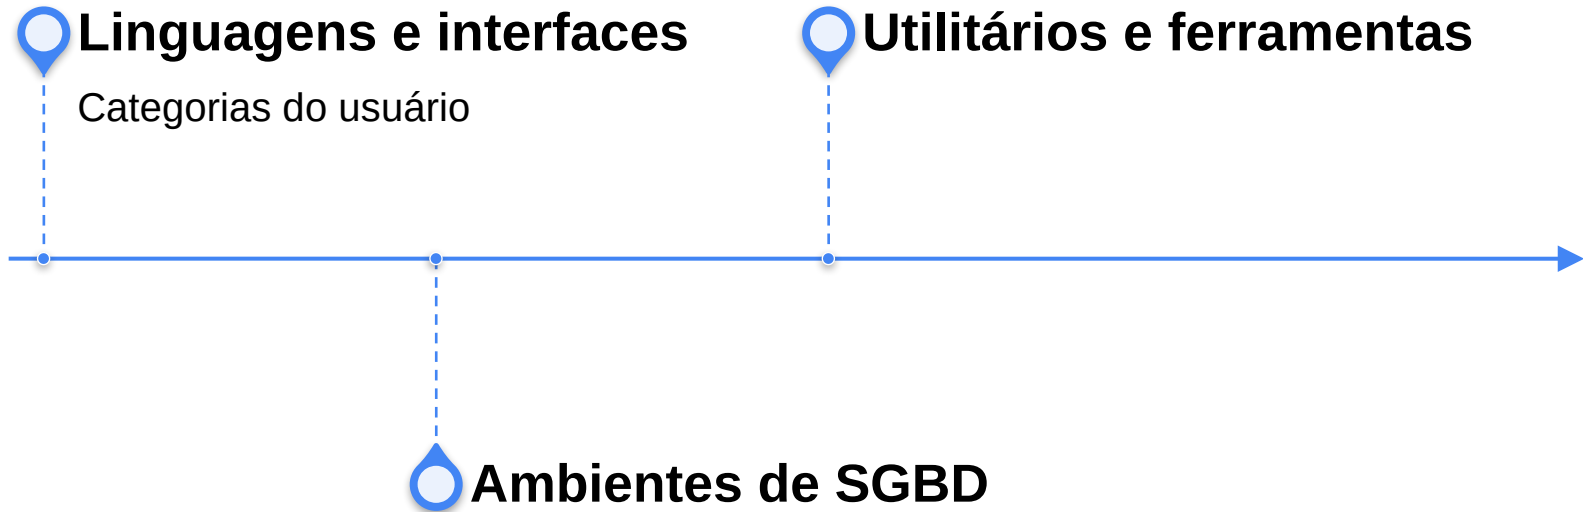 Linguagens e interfaces
Categorias do usuário
Utilitários e ferramentas
Ambientes de SGBD